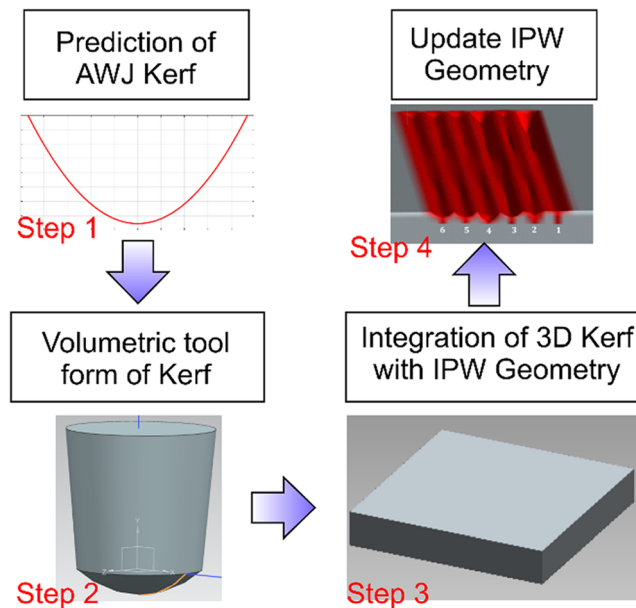 Prediction of
AWJ Kerf
Step 1
Volumetric tool
form of Kerf
Y
Z
X
Step 2
Integration of 3D Kerf
with IPW Geometry
Step 3
Update IPW
Geometry
6 5 4 3 2 1
Step 4